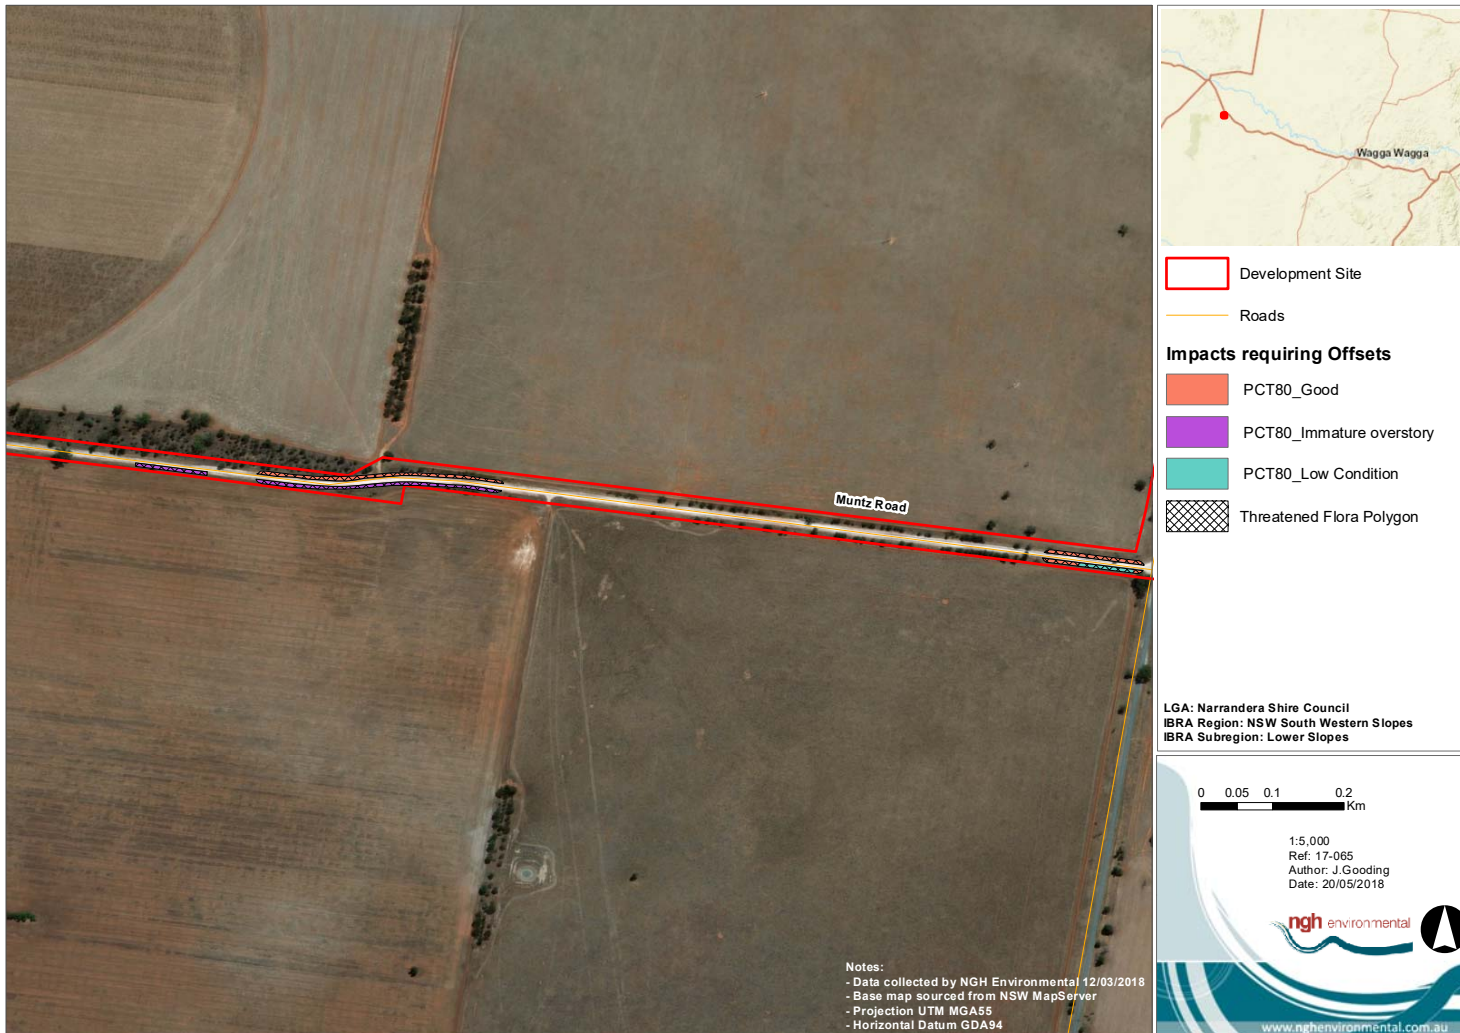 Muntz Road
Notes:
- Data collected by NGH Environmental 12/03/2018
- Base map sourced from NSW MapServer
- Projection UTM MGA55
- Horizontal Datum GDA94
Wagga Wagga
Development Site
Roads
Impacts requiring Offsets
PCT80_Good
PCT80_Immature overstory
PCT80_Low Condition
Threatened Flora Polygon
LGA: Narrandera Shire Council
IBRA Region: NSW South Western Slopes
IBRA Subregion: Lower Slopes
0 0.05 0.1 0.2
Km
1:5,000
Ref: 17-065
Author: J.Gooding
Date: 20/05/2018
ngh environmental
www.nghenvironmental.com.au